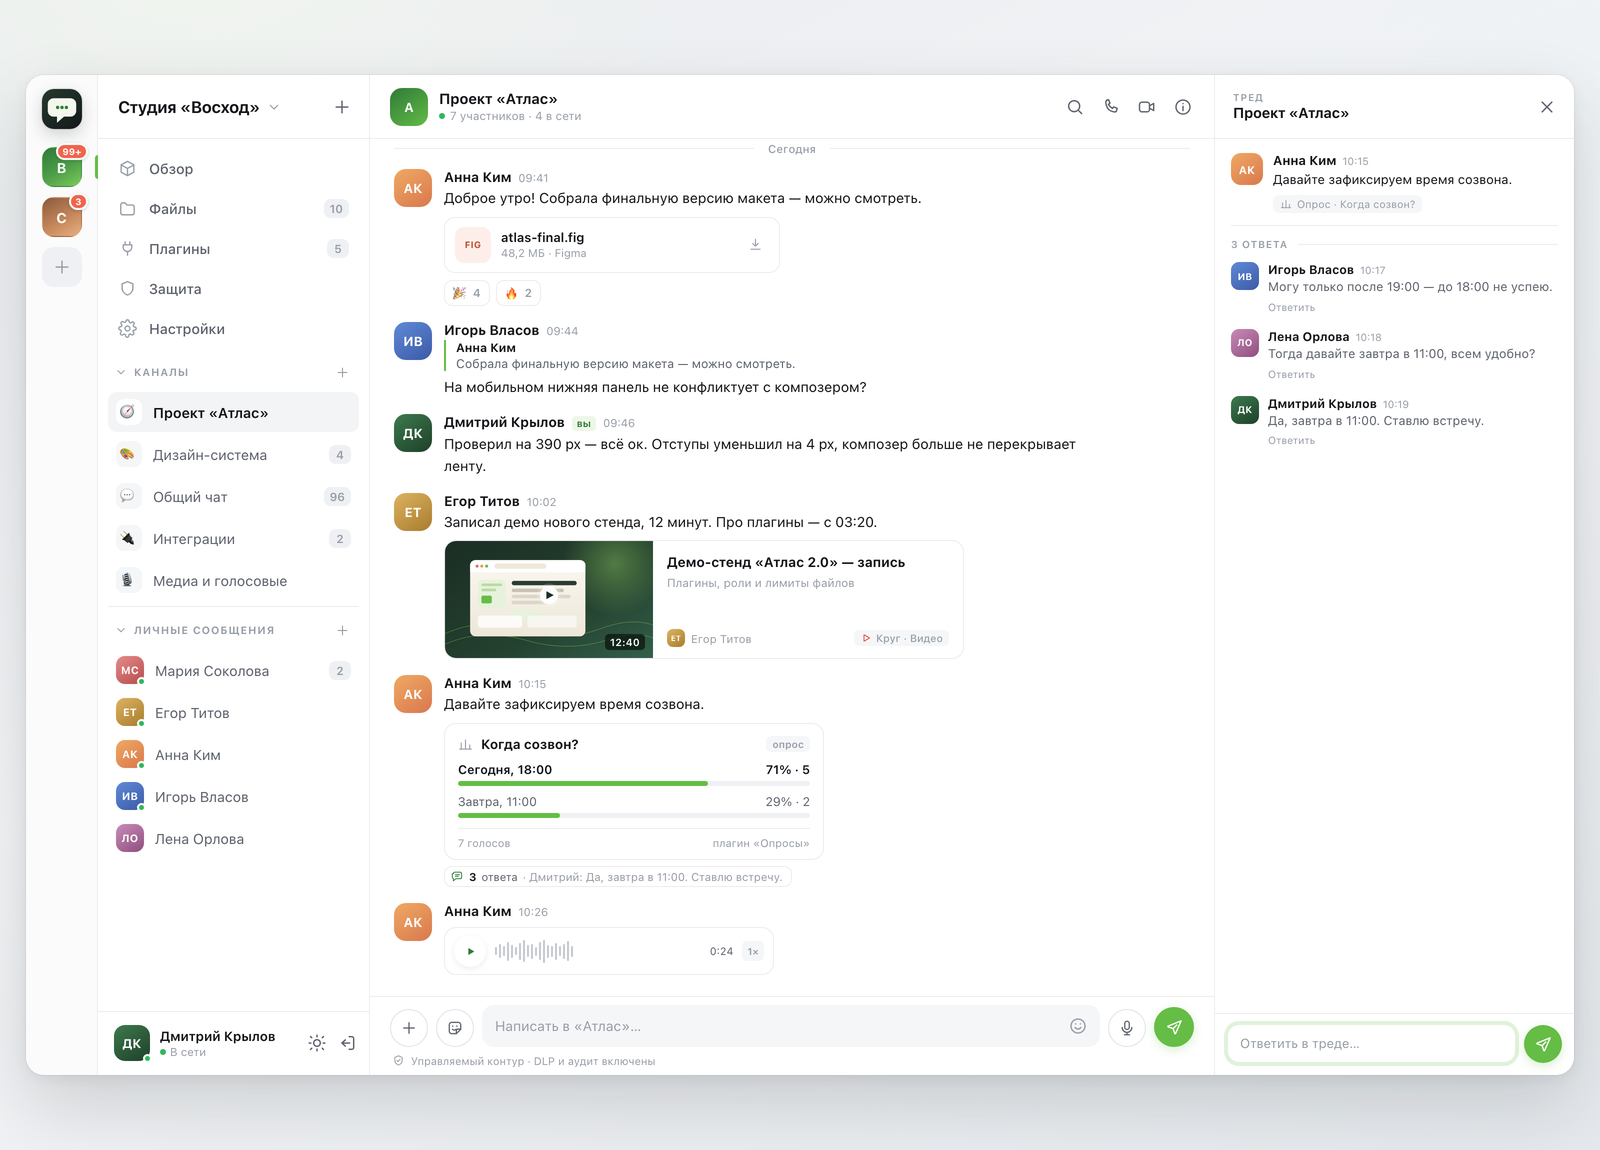 99+
В
3
С
Студия «Восход»
Обзор
Файлы 10
Плагины 5
Защита
Настройки
КАНАЛЫ
Проект «Атлас»
Дизайн-система 4
Общий чат 96
Интеграции 2
Медиа и голосовые
ЛИЧНЫЕ СООБЩЕНИЯ
МС Мария Соколова 2
ЕТ Егор Титов
АК Анна Ким
ИВ Игорь Власов
ЛО Лена Орлова
ДК Дмитрий Крылов
В сети
А Проект «Атлас»
7 участников · 4 в сети
Сегодня
АК Анна Ким 09:41
Доброе утро! Собрала финальную версию макета — можно смотреть.
FIG atlas-final.fig
48,2 МБ · Figma
4 2
ИВ Игорь Власов 09:44
Анна Ким
Собрала финальную версию макета — можно смотреть.
На мобильном нижняя панель не конфликтует с композером?
ДК Дмитрий Крылов вы 09:46
Проверил на 390 px — всё ок. Отступы уменьшил на 4 px, композер больше не перекрывает
ленту.
ЕТ Егор Титов 10:02
Записал демо нового стенда, 12 минут. Про плагины — с 03:20.
12:40
Демо-стенд «Атлас 2.0» — запись
Плагины, роли и лимиты файлов
ЕТ Егор Титов Круг · Видео
АК Анна Ким 10:15
Давайте зафиксируем время созвона.
Когда созвон? опрос
Сегодня, 18:00 71% · 5
Завтра, 11:00 29% · 2
7 голосов плагин «Опросы»
3 ответа · Дмитрий: Да, завтра в 11:00. Ставлю встречу.
АК Анна Ким 10:26
0:24 1×
Написать в «Атлас»...
Управляемый контур · DLP и аудит включены
ТРЕД
Проект «Атлас»
АК Анна Ким 10:15
Давайте зафиксируем время созвона.
Опрос · Когда созвон?
3 ОТВЕТА
ИВ Игорь Власов 10:17
Могу только после 19:00 — до 18:00 не успею.
Ответить
ЛО Лена Орлова 10:18
Тогда давайте завтра в 11:00, всем удобно?
Ответить
ДК Дмитрий Крылов 10:19
Да, завтра в 11:00. Ставлю встречу.
Ответить
Ответить в треде...